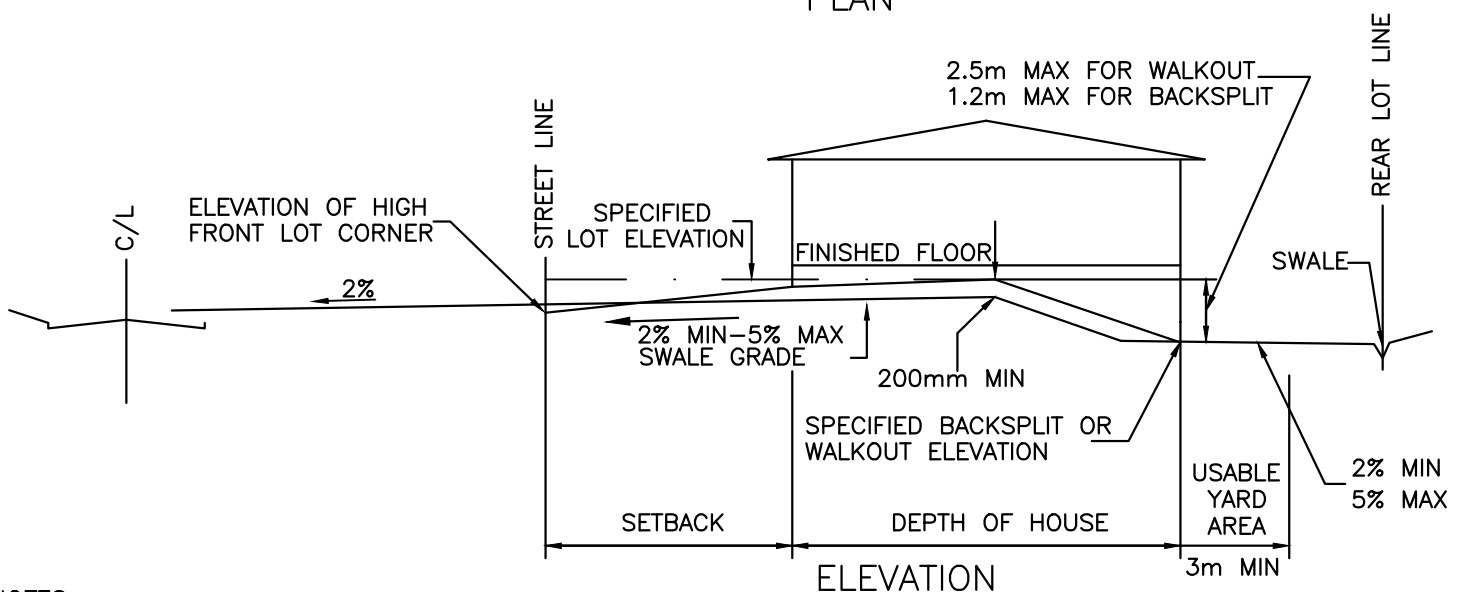 PLAN
2.5m MAX FOR WALKOUT
1.2m MAX FOR BACKSPLIT
REAR LOT LINE
STREET LINE
C/L
ELEVATION OF HIGH
FRONT LOT CORNER
SPECIFIED
LOT ELEVATION
FINISHED FLOOR
SWALE
2%
2% MIN-5% MAX
SWALE GRADE
200mm MIN
SPECIFIED BACKSPLIT OR
WALKOUT ELEVATION
USABLE
YARD
AREA
2% MIN
5% MAX
SETBACK
DEPTH OF HOUSE
3m MIN
ELEVATION